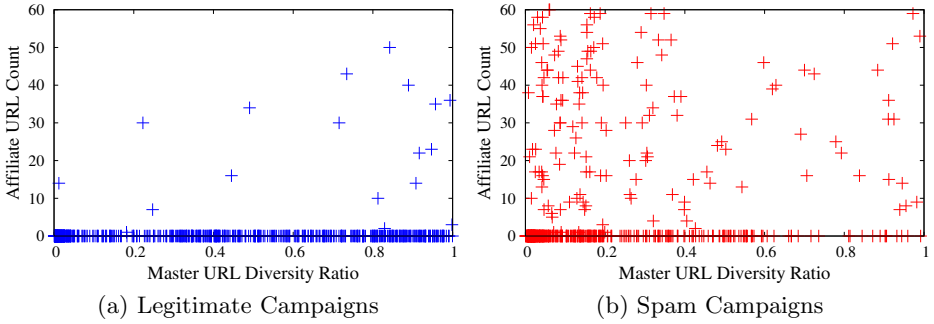 60
50
40
30
20
10
0
Affiliate URL Count
0 0.2 0.4 0.6 0.8 1
Master URL Diversity Ratio
(a) Legitimate Campaigns
60
50
40
30
20
10
0
Affiliate URL Count
0 0.2 0.4 0.6 0.8 1
Master URL Diversity Ratio
(b) Spam Campaigns